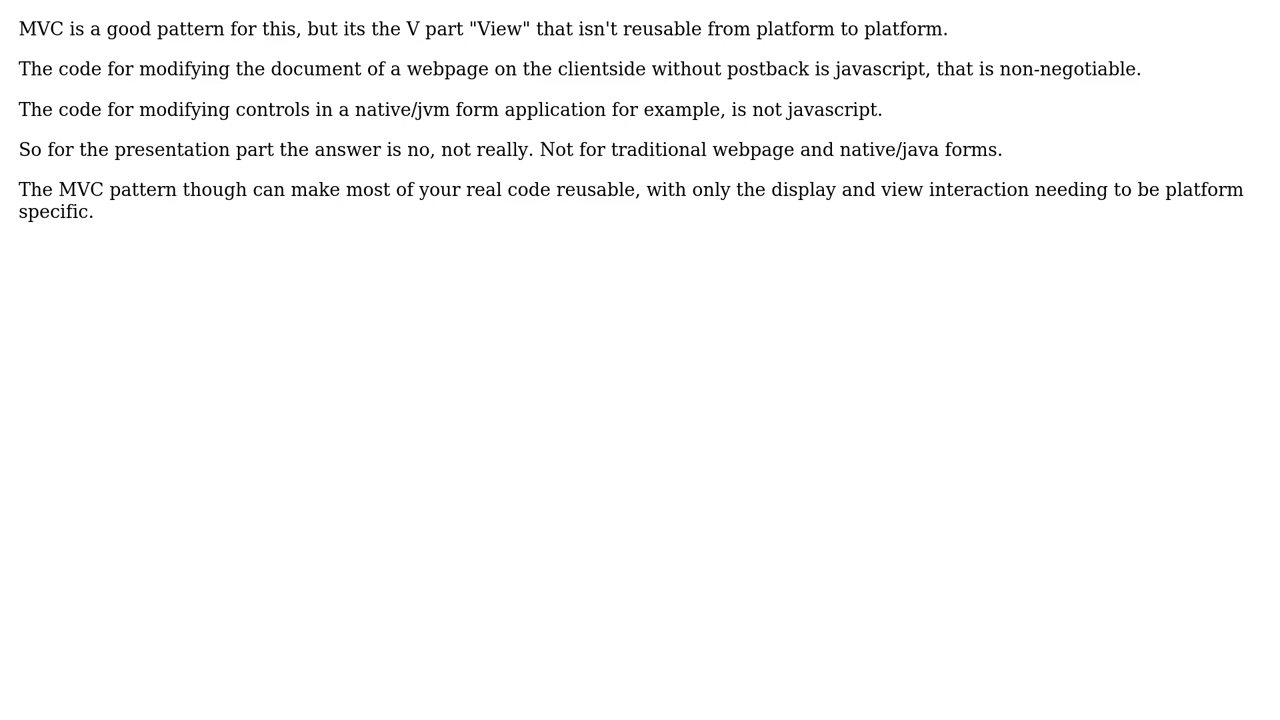 MVC is a good pattern for this, but its the V part "View" that isn't reusable from platform to platform.
The code for modifying the document of a webpage on the clientside without postback is javascript, that is non-negotiable.
The code for modifying controls in a native/jvm form application for example, is not javascript.
So for the presentation part the answer is no, not really. Not for traditional webpage and native/java forms.
The MVC pattern though can make most of your real code reusable, with only the display and view interaction needing to be platform
specific.